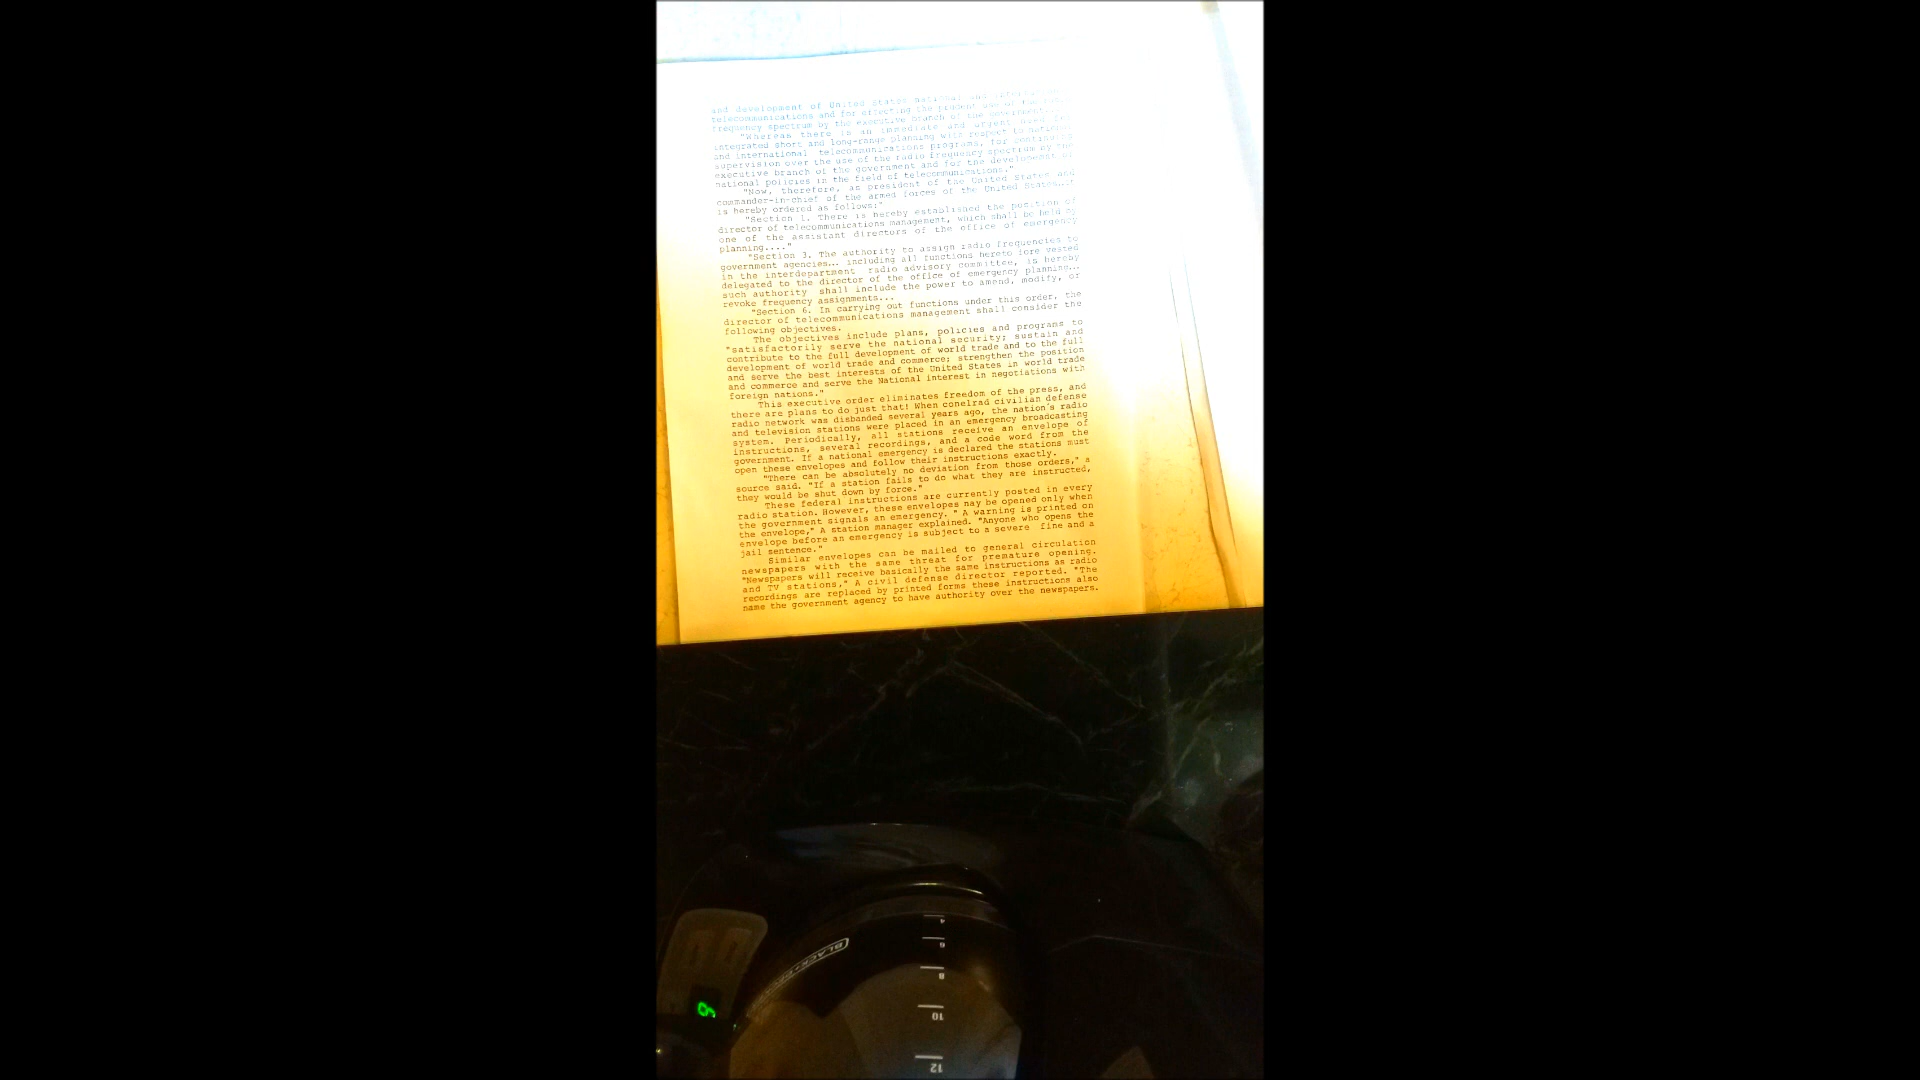 and development of United States national and
telecommunications and for effecting the prudent use of the radio
frequency spectrum by the executive branch of the government...
"Whereas there is an immediate and urgent need for
integrated short and long-range planning with respect to national
and international telecommunications programs, for continuing
supervision over the use of the radio frequency spectrum by the
executive branch of the government and for the development of
national policies in the field of telecommunications."
"Now, therefore, as president of the United States and
commander-in-chief of the armed forces of the United States...
is hereby ordered as follows:"
"Section 1. There is hereby established the position of
director of telecommunications management, which shall be held by
one of the assistant directors of the office of emergency
planning...."
"Section 3. The authority to assign radio frequencies to
government agencies... including all functions hereto fore vested
in the interdepartment radio advisory committee, is hereby
delegated to the director of the office of emergency planning...
such authority shall include the power to amend, modify, or
revoke frequency assignments...
"Section 6. In carrying out functions under this order, the
director of telecommunications management shall consider the
following objectives.
The objectives include plans, policies and programs to
"satisfactorily serve the national security; sustain and
contribute to the full development of world trade and to the full
development of world trade and commerce; strengthen the position
and serve the best interests of the United States in world trade
and commerce and serve the National interest in negotiations with
foreign nations."
This executive order eliminates freedom of the press, and
there are plans to do just that! When conelrad civilian defense
radio network was disbanded several years ago, the nation's radio
and television stations were placed in an emergency broadcasting
system. Periodically, all stations receive an envelope of
instructions, several recordings, and a code word from the
government. If a national emergency is declared the stations must
open these envelopes and follow their instructions exactly.
"There can be absolutely no deviation from those orders," a
source said. "If a station fails to do what they are instructed,
they would be shut down by force."
These federal instructions are currently posted in every
radio station. However, these envelopes may be opened only when
the government signals an emergency. " A warning is printed on
the envelope," A station manager explained. "Anyone who opens the
envelope before an emergency is subject to a severe fine and a
jail sentence."
Similar envelopes can be mailed to general circulation
newspapers with the same threat for premature opening.
"Newspapers will receive basically the same instructions as radio
and TV stations," A civil defense director reported. "The
recordings are replaced by printed forms these instructions also
name the government agency to have authority over the newspapers.
4
6
8
10
12